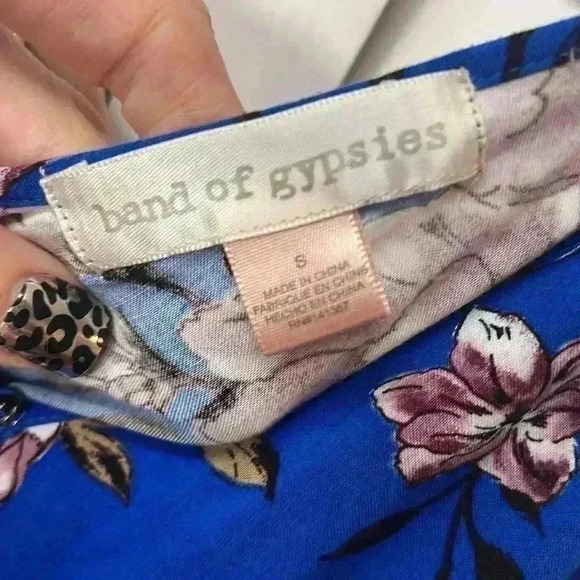 band of gypsies
S
MADE IN CHINA
FABRIQUÉ EN CHINE
HECHO EN CHINA